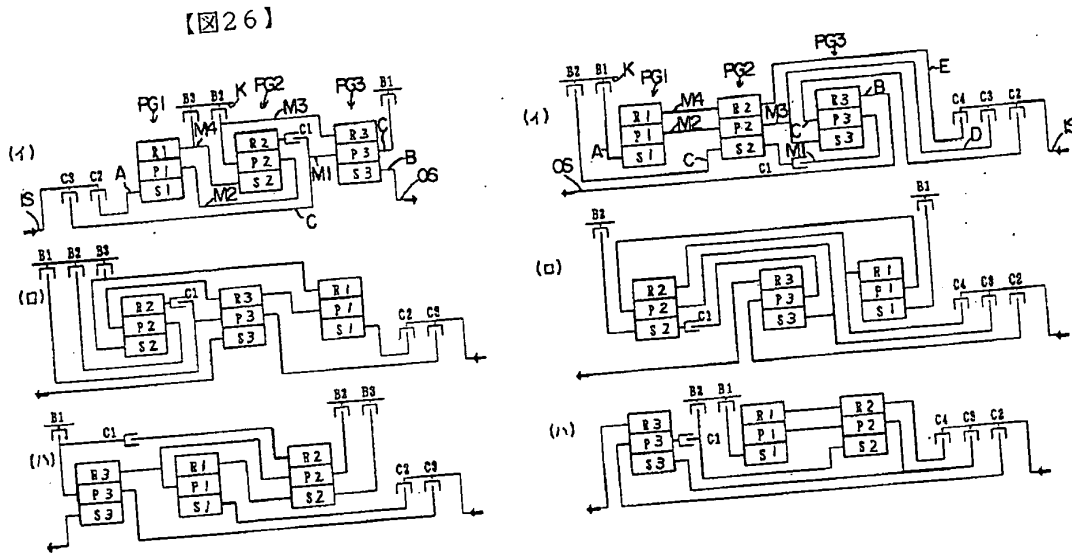 【図26】
PG1
B3
B2
K
PG2
M3
PG3
B1
M4
(イ)
R1
P1
S1
R2
P2
S2
C1
R3
P3
S3
C
M1
B
A
C3
C2
IS
M2
C
OS
B1
B2
B3
(ロ)
R2
P2
S2
C1
R3
P3
S3
R1
P1
S1
C2
C3
B1
C1
B2
B3
(ハ)
R3
P3
S3
R1
P1
S1
R2
P2
S2
C2
C3
B2
B1
K
PG1
PG2
PG3
E
(イ)
R1
P1
S1
M4
M2
R2
P2
S2
M3
C
R3
P3
S3
B
C4
C3
C2
D
IS
A
C
M1
C1
OS
B2
B1
(ロ)
R2
P2
S2
C1
R3
P3
S3
R1
P1
S1
C4
C3
C2
B2
B1
(ハ)
R3
P3
S3
C1
R1
P1
S1
R2
P2
S2
C4
C3
C2